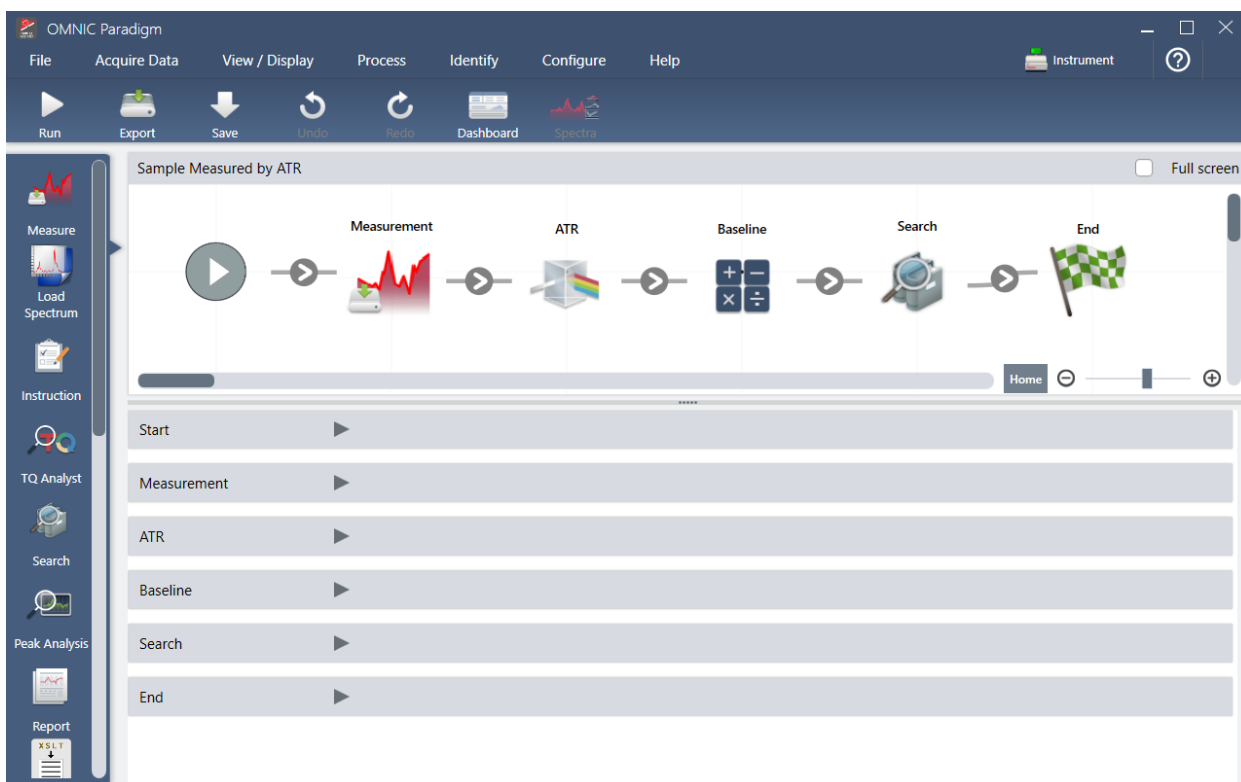 OMNIC Paradigm
File Acquire Data View / Display Process Identify Configure Help Instrument
Run Export Save Undo Redo Dashboard Spectra
Sample Measured by ATR Full screen
Measure
Load
Spectrum
Instruction
TQ Analyst
Search
Peak Analysis
Report
XSLT
Measurement ATR Baseline Search End
Home
Start
Measurement
ATR
Baseline
Search
End